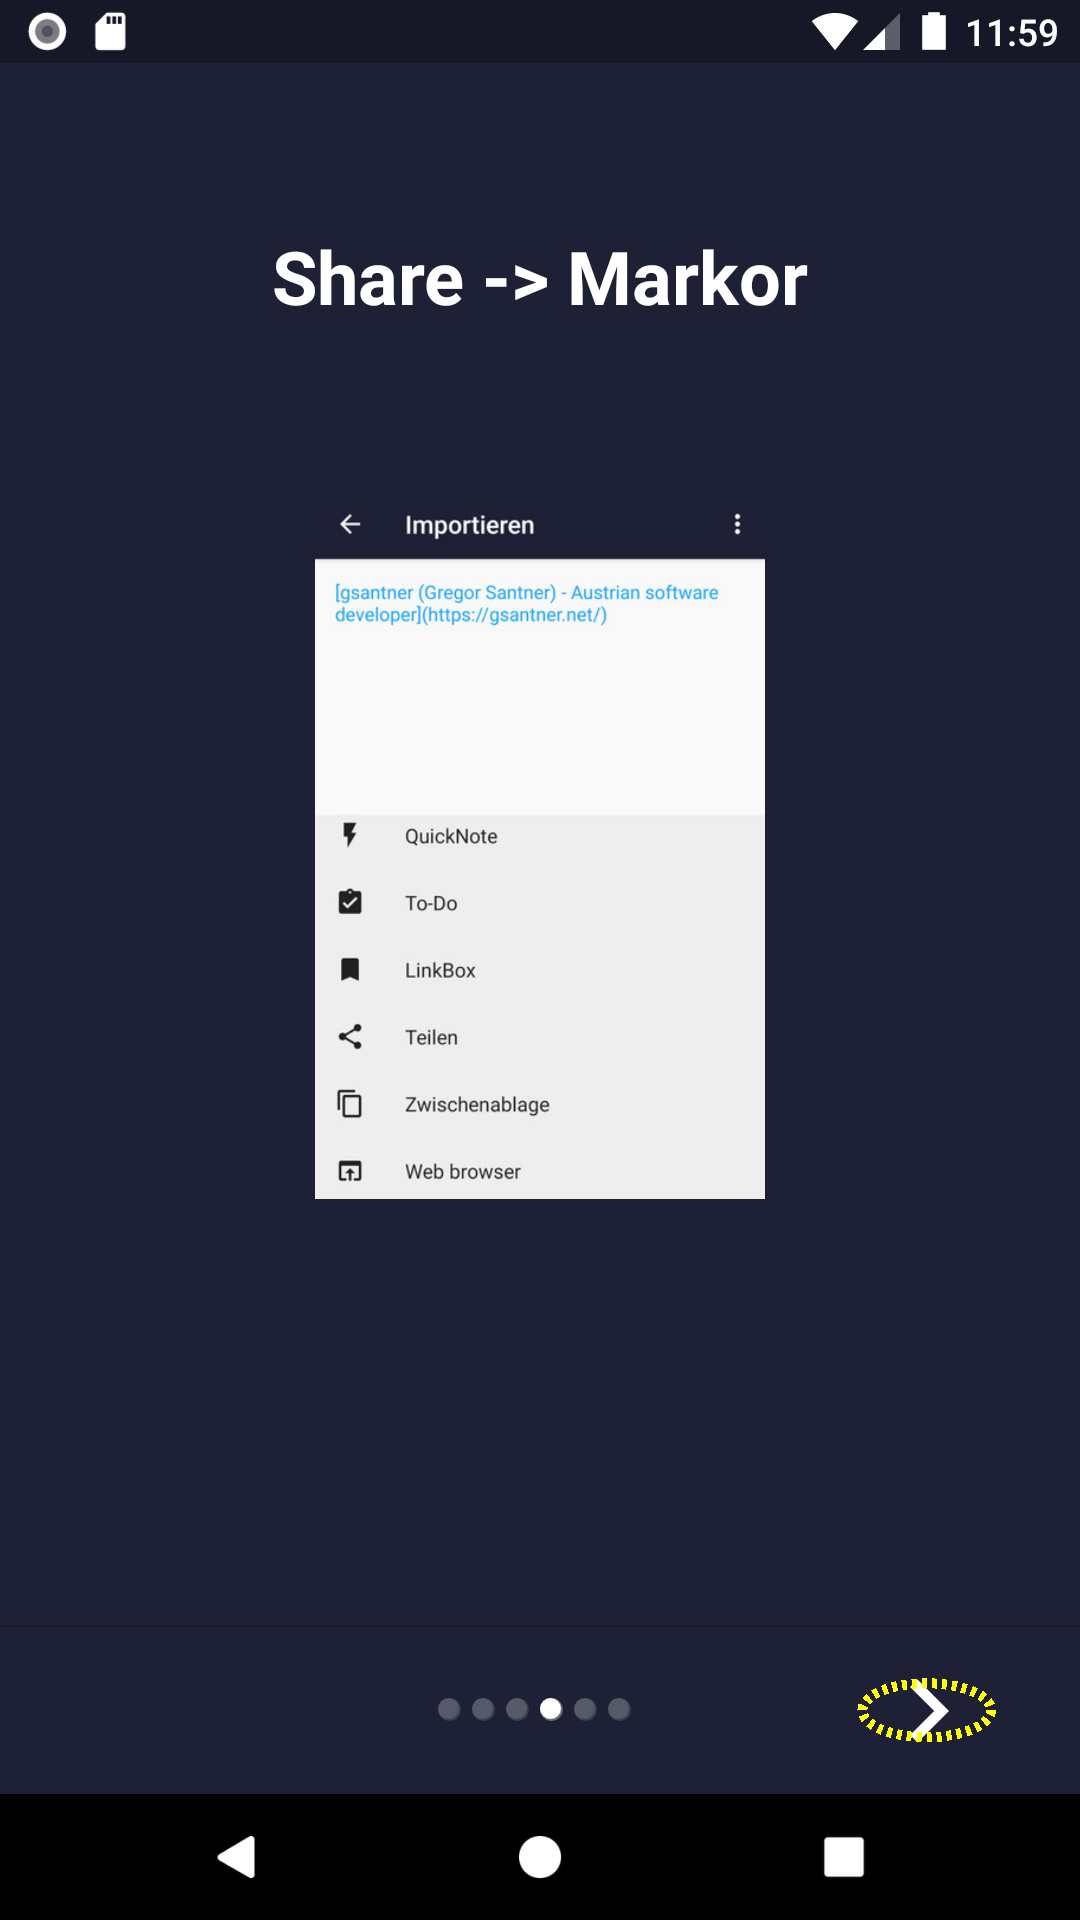 11:59
Share -> Markor
Importieren
[gsantner (Gregor Santner) - Austrian software
developer](https://gsantner.net/)
QuickNote
To-Do
LinkBox
Teilen
Zwischenablage
Web browser